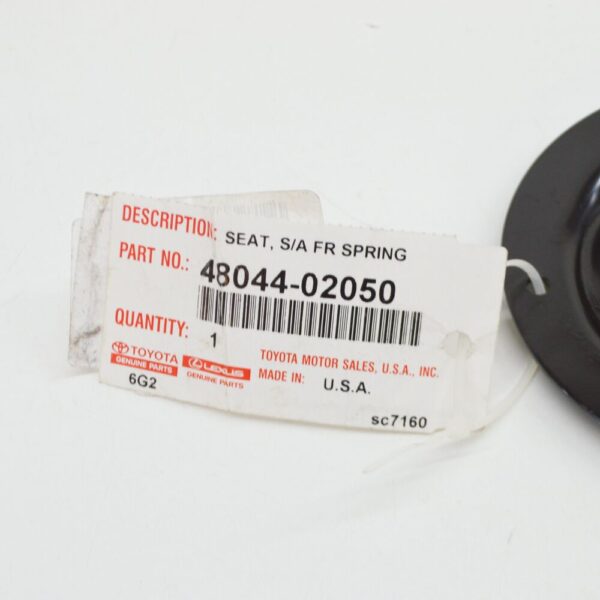 DESCRIPTION: SEAT, S/A FR SPRING
PART NO.: 48044-02050
QUANTITY: 1
TOYOTA LEXUS TOYOTA MOTOR SALES, U.S.A., INC.
GENUINE PARTS GENUINE PARTS MADE IN: U.S.A.
6G2 sc7160